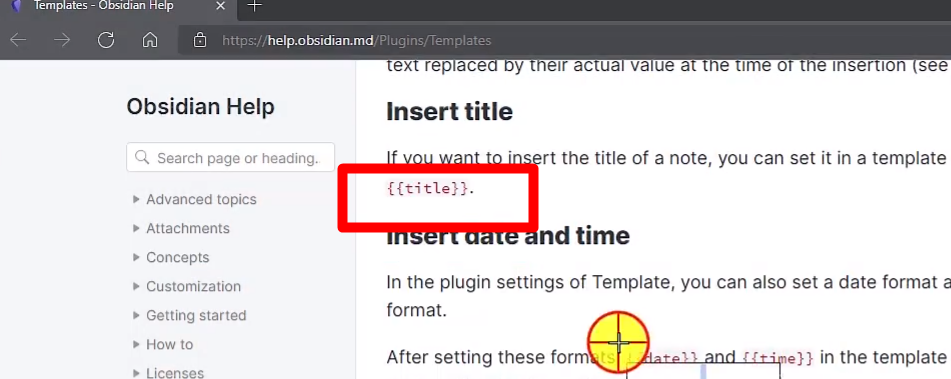 Templates - Obsidian Help
https://help.obsidian.md/Plugins/Templates
text replaced by their actual value at the time of the insertion (see
Obsidian Help
Search page or heading.
Advanced topics
Attachments
Concepts
Customization
Getting started
How to
Licenses
Insert title
If you want to insert the title of a note, you can set it in a template
{{title}}.
Insert date and time
In the plugin settings of Template, you can also set a date format a
format.
After setting these formats {{date}} and {{time}} in the template